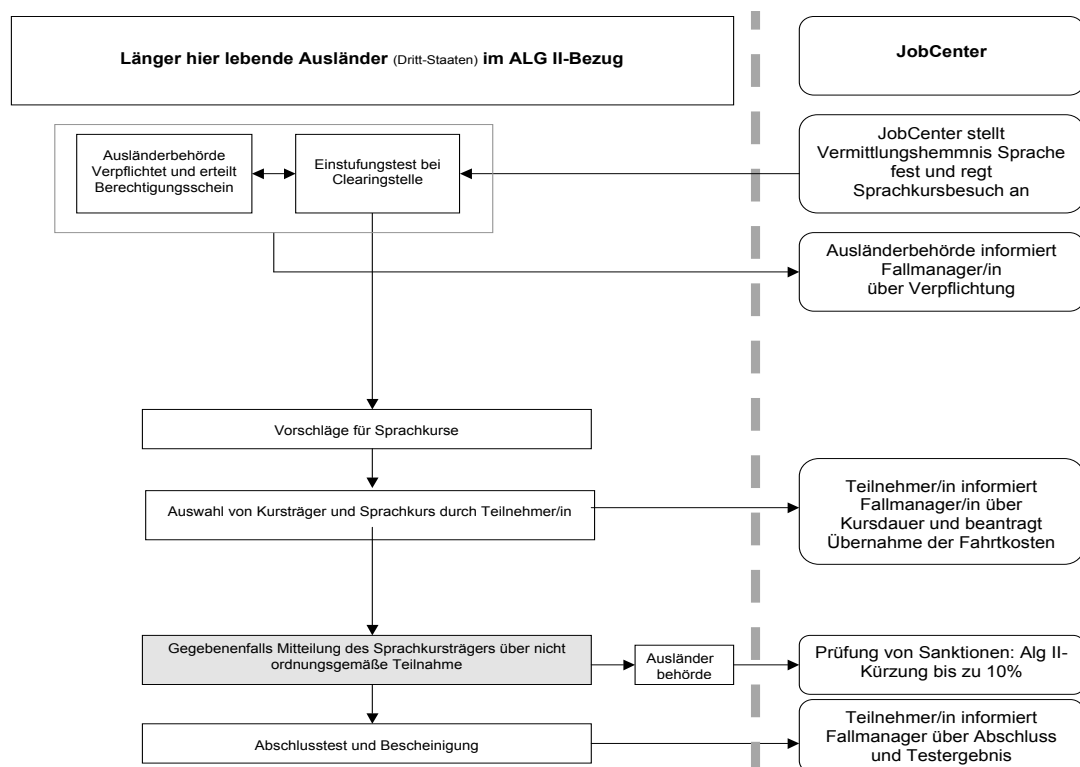 Länger hier lebende Ausländer (Dritt-Staaten) im ALG II-Bezug
JobCenter
JobCenter stellt
Vermittlungshemmnis Sprache
fest und regt
Sprachkursbesuch an
Ausländerbehörde
Verpflichtet und erteilt
Berechtigungsschein
Einstufungstest bei
Clearingstelle
Ausländerbehörde informiert
Fallmanager/in
über Verpflichtung
Vorschläge für Sprachkurse
Auswahl von Kursträger und Sprachkurs durch Teilnehmer/in
Teilnehmer/in informiert
Fallmanager/in über
Kursdauer und beantragt
Übernahme der Fahrtkosten
Gegebenenfalls Mitteilung des Sprachkursträgers über nicht
ordnungsgemäße Teilnahme
Ausländer
behörde
Prüfung von Sanktionen: Alg II-
Kürzung bis zu 10%
Abschlusstest und Bescheinigung
Teilnehmer/in informiert
Fallmanager über Abschluss
und Testergebnis